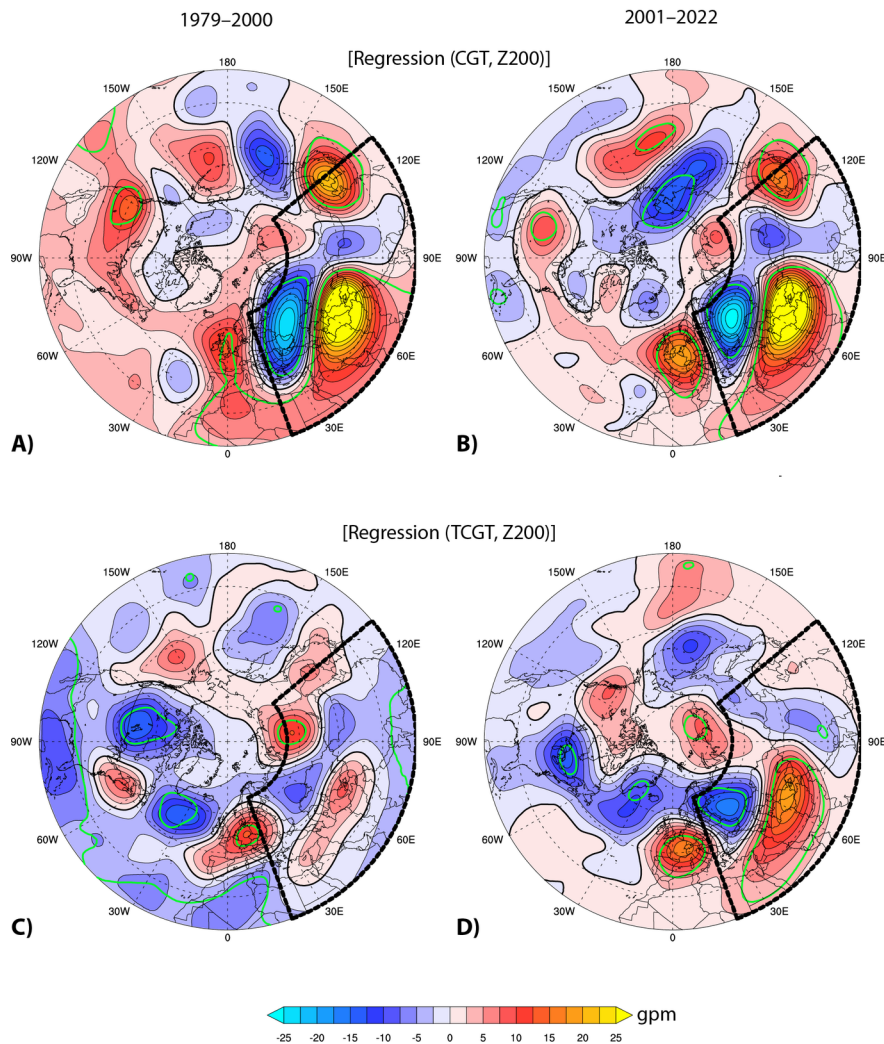 1979–2000
2001–2022
[Regression (CGT, Z200)]
180
150W
150E
120W
120E
90W
90E
60W
60E
30W
30E
0
A)
180
150W
150E
120W
120E
90W
90E
60W
60E
30W
30E
0
B)
[Regression (TCGT, Z200)]
180
150W
150E
120W
120E
90W
90E
60W
60E
30W
30E
0
C)
180
150W
150E
120W
120E
90W
90E
60W
60E
30W
30E
0
D)
gpm
-25 -20 -15 -10 -5 0 5 10 15 20 25